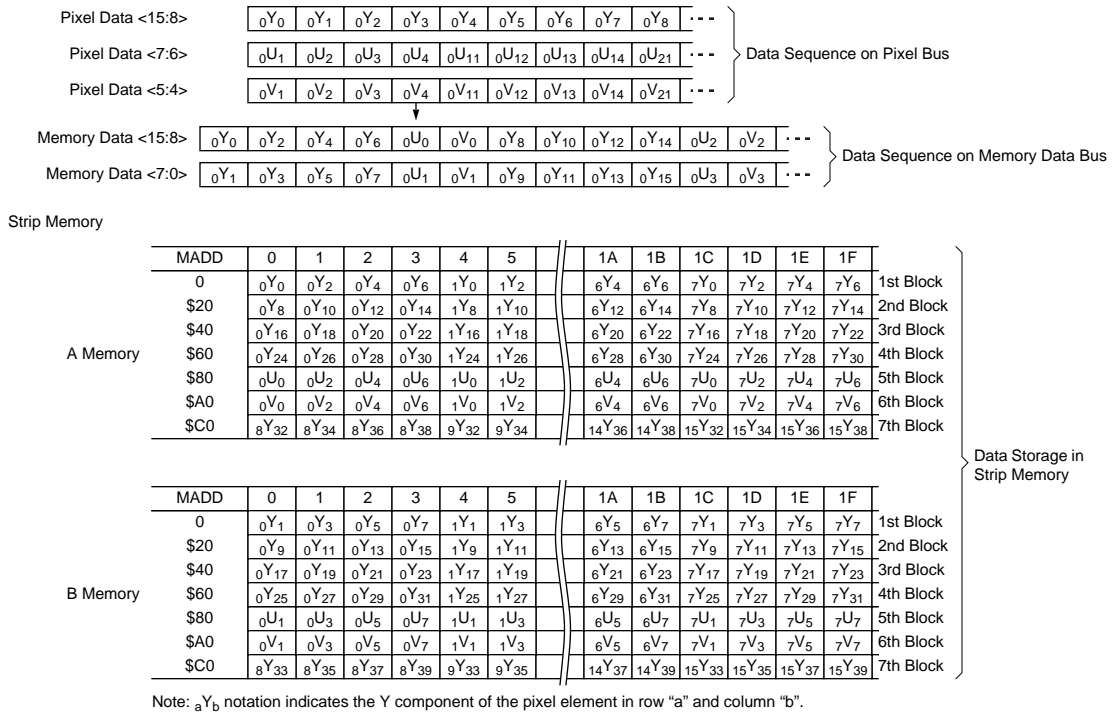 Pixel Data <15:8> 0Y0 0Y1 0Y2 0Y3 0Y4 0Y5 0Y6 0Y7 0Y8
Pixel Data <7:6> 0U1 0U2 0U3 0U4 0U11 0U12 0U13 0U14 0U21 Data Sequence on Pixel Bus
Pixel Data <5:4> 0V1 0V2 0V3 0V4 0V11 0V12 0V13 0V14 0V21
Memory Data <15:8> 0Y0 0Y2 0Y4 0Y6 0U0 0V0 0Y8 0Y10 0Y12 0Y14 0U2 0V2
Data Sequence on Memory Data Bus
Memory Data <7:0> 0Y1 0Y3 0Y5 0Y7 0U1 0V1 0Y9 0Y11 0Y13 0Y15 0U3 0V3
Strip Memory
MADD 0 1 2 3 4 5 1A 1B 1C 1D 1E 1F
0 0Y0 0Y2 0Y4 0Y6 1Y0 1Y2 6Y4 6Y6 7Y0 7Y2 7Y4 7Y6 1st Block
$20 0Y8 0Y10 0Y12 0Y14 1Y8 1Y10 6Y12 6Y14 7Y8 7Y10 7Y12 7Y14 2nd Block
$40 0Y16 0Y18 0Y20 0Y22 1Y16 1Y18 6Y20 6Y22 7Y16 7Y18 7Y20 7Y22 3rd Block
A Memory $60 0Y24 0Y26 0Y28 0Y30 1Y24 1Y26 6Y28 6Y30 7Y24 7Y26 7Y28 7Y30 4th Block
$80 0U0 0U2 0U4 0U6 1U0 1U2 6U4 6U6 7U0 7U2 7U4 7U6 5th Block
$A0 0V0 0V2 0V4 0V6 1V0 1V2 6V4 6V6 7V0 7V2 7V4 7V6 6th Block
$C0 8Y32 8Y34 8Y36 8Y38 9Y32 9Y34 14Y36 14Y38 15Y32 15Y34 15Y36 15Y38 7th Block
Data Storage in
Strip Memory
MADD 0 1 2 3 4 5 1A 1B 1C 1D 1E 1F
0 0Y1 0Y3 0Y5 0Y7 1Y1 1Y3 6Y5 6Y7 7Y1 7Y3 7Y5 7Y7 1st Block
$20 0Y9 0Y11 0Y13 0Y15 1Y9 1Y11 6Y13 6Y15 7Y9 7Y11 7Y13 7Y15 2nd Block
$40 0Y17 0Y19 0Y21 0Y23 1Y17 1Y19 6Y21 6Y23 7Y17 7Y19 7Y21 7Y23 3rd Block
B Memory $60 0Y25 0Y27 0Y29 0Y31 1Y25 1Y27 6Y29 6Y31 7Y25 7Y27 7Y29 7Y31 4th Block
$80 0U1 0U3 0U5 0U7 1U1 1U3 6U5 6U7 7U1 7U3 7U5 7U7 5th Block
$A0 0V1 0V3 0V5 0V7 1V1 1V3 6V5 6V7 7V1 7V3 7V5 7V7 6th Block
$C0 8Y33 8Y35 8Y37 8Y39 9Y33 9Y35 14Y37 14Y39 15Y33 15Y35 15Y37 15Y39 7th Block
Note: aYb notation indicates the Y component of the pixel element in row “a” and column “b”.